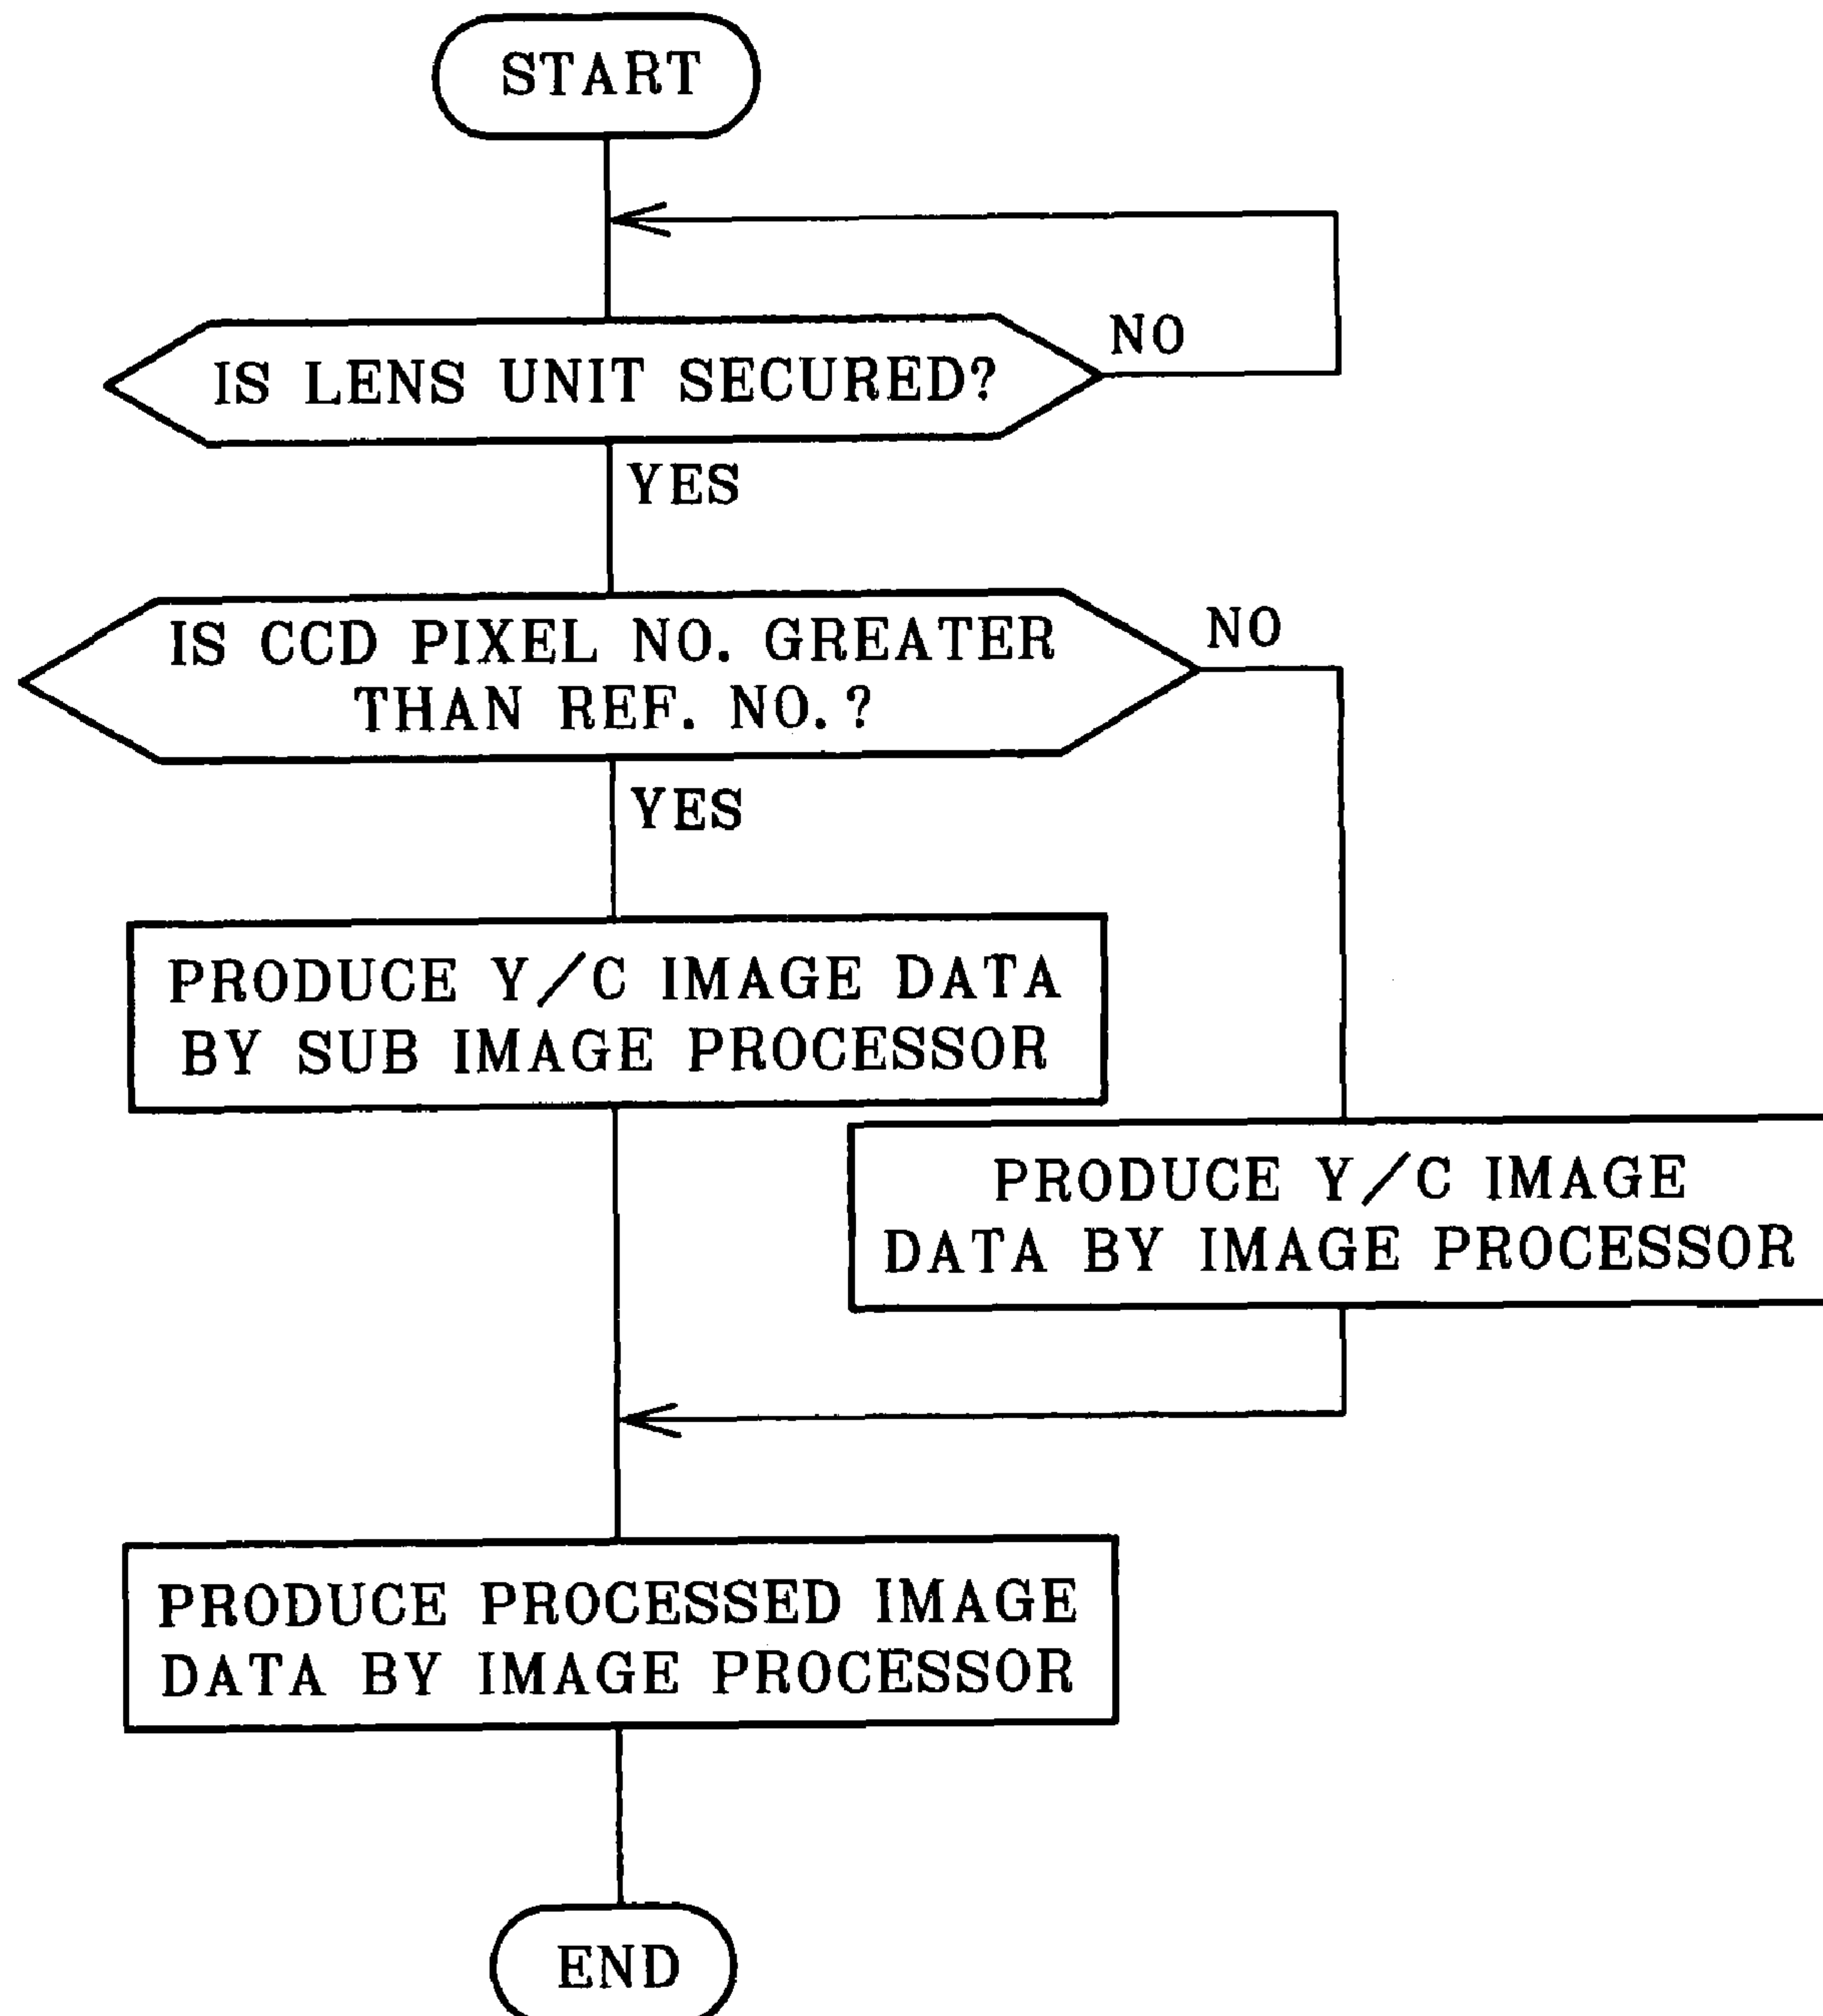 START
NO
IS LENS UNIT SECURED?
YES
NO
IS CCD PIXEL NO. GREATER
THAN REF. NO.?
YES
PRODUCE Y/C IMAGE DATA
BY SUB IMAGE PROCESSOR
PRODUCE Y/C IMAGE
DATA BY IMAGE PROCESSOR
PRODUCE PROCESSED IMAGE
DATA BY IMAGE PROCESSOR
END